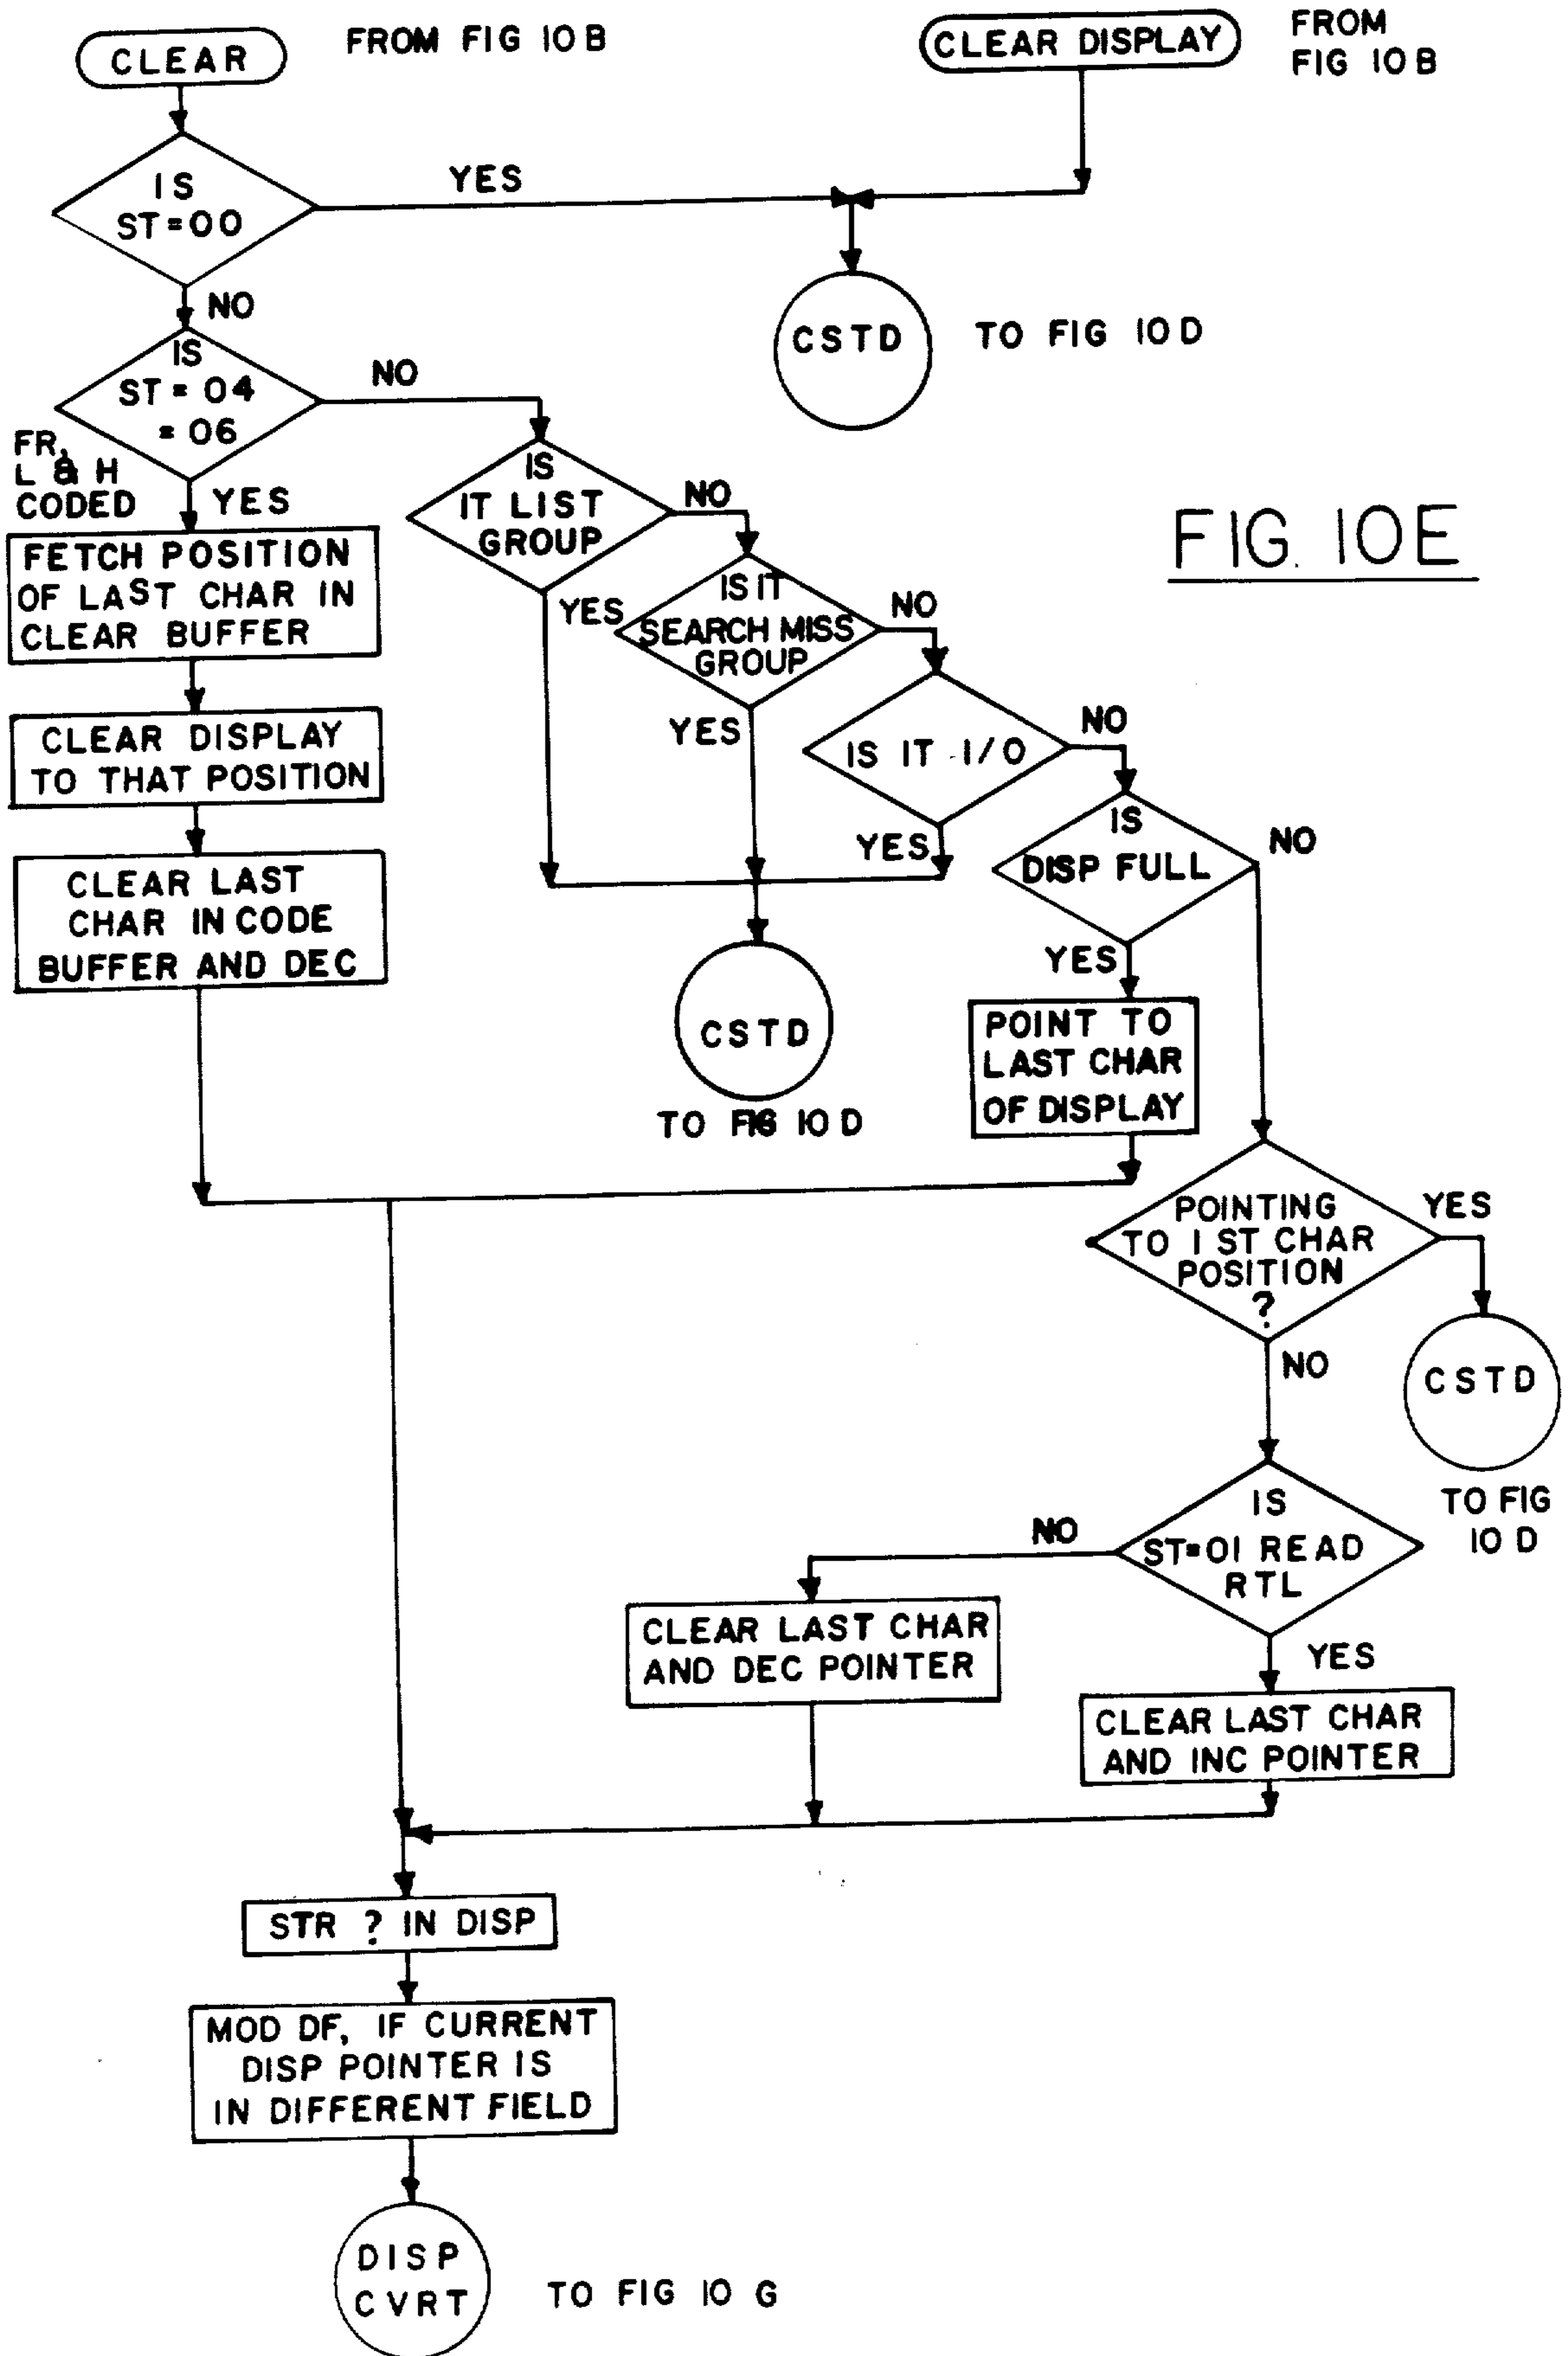 CLEAR
FROM FIG 10B
CLEAR DISPLAY
FROM
FIG 10B
IS
ST=00
YES
NO
CSTD
TO FIG 10D
IS
ST = 04
= 06
NO
FR,
L & H
CODED
YES
FETCH POSITION
OF LAST CHAR IN
CLEAR BUFFER
CLEAR DISPLAY
TO THAT POSITION
CLEAR LAST
CHAR IN CODE
BUFFER AND DEC
IS
IT LIST
GROUP
NO
YES
IS IT
SEARCH MISS
GROUP
NO
YES
IS IT I/O
NO
YES
CSTD
TO FIG 10D
FIG. 10E
IS
DISP FULL
NO
YES
POINT TO
LAST CHAR
OF DISPLAY
POINTING
TO 1ST CHAR
POSITION
?
YES
NO
CSTD
TO FIG
10D
IS
ST=01 READ
RTL
NO
YES
CLEAR LAST CHAR
AND DEC POINTER
CLEAR LAST CHAR
AND INC POINTER
STR ? IN DISP
MOD DF, IF CURRENT
DISP POINTER IS
IN DIFFERENT FIELD
DISP
CVRT
TO FIG 10 G